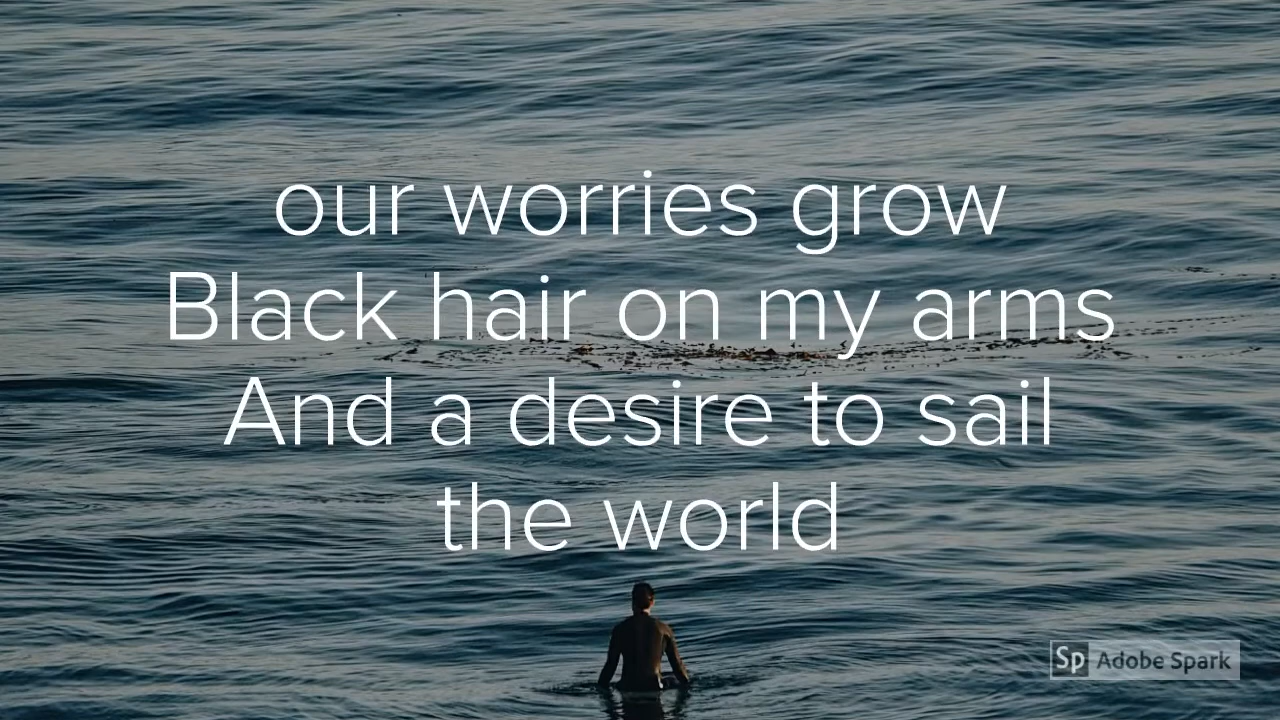 our worries grow
Black hair on my arms
And a desire to sail
the world
Sp Adobe Spark